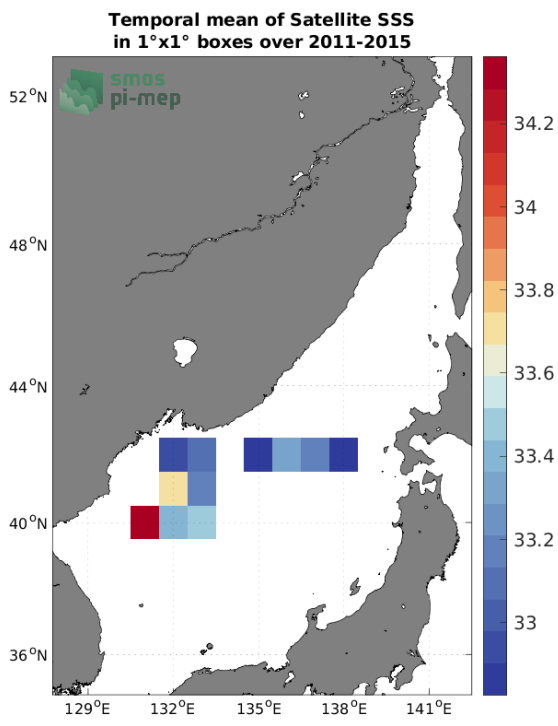 Temporal mean of Satellite SSS
in 1°x1° boxes over 2011-2015
smos
pi-mep
52°N
48°N
44°N
40°N
36°N
129°E
132°E
135°E
138°E
141°E
34.2
34
33.8
33.6
33.4
33.2
33